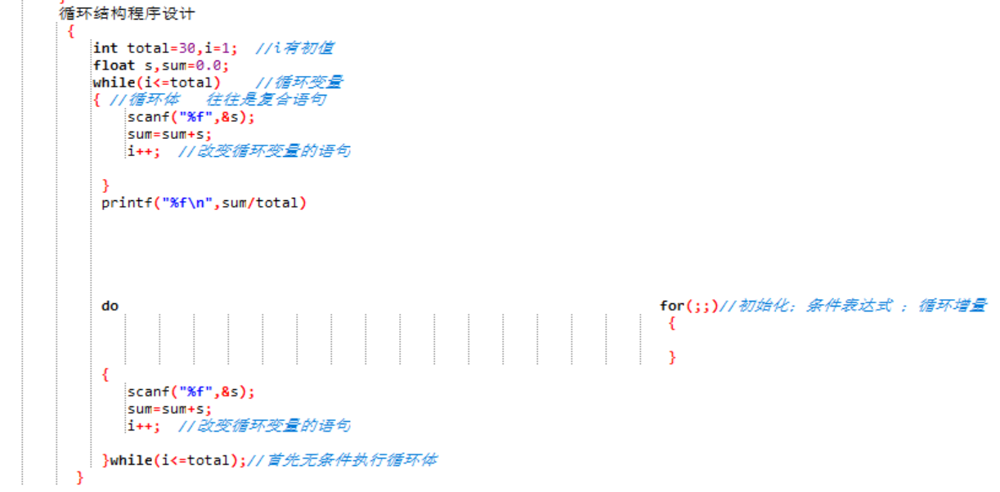 }
循环结构程序设计
{
int total=30,i=1;  //i有初值
float s,sum=0.0;
while(i<=total)    //循环变量
{ //循环体   往往是复合语句
scanf("%f",&s);
sum=sum+s;
i++;  //改变循环变量的语句
}
printf("%f\n",sum/total)
do
for(;;)//初始化; 条件表达式 ; 循环增量
{
}
{
scanf("%f",&s);
sum=sum+s;
i++;  //改变循环变量的语句
}while(i<=total);//首先无条件执行循环体
}